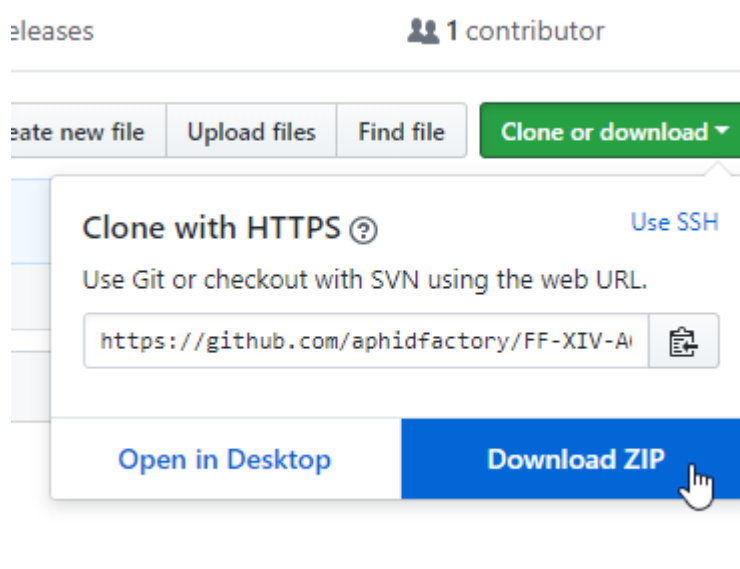 eleases
1 contributor
eate new file
Upload files
Find file
Clone or download
Clone with HTTPS ?
Use SSH
Use Git or checkout with SVN using the web URL.
https://github.com/aphidfactory/FF-XIV-A
Open in Desktop
Download ZIP